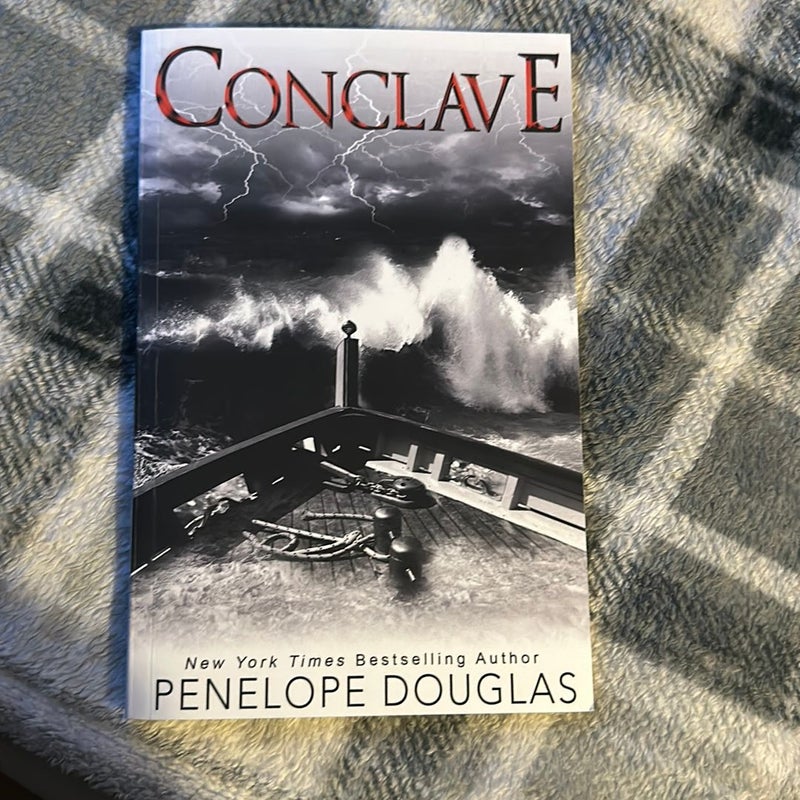 CONCLAVE
New York Times Bestselling Author
PENELOPE DOUGLAS